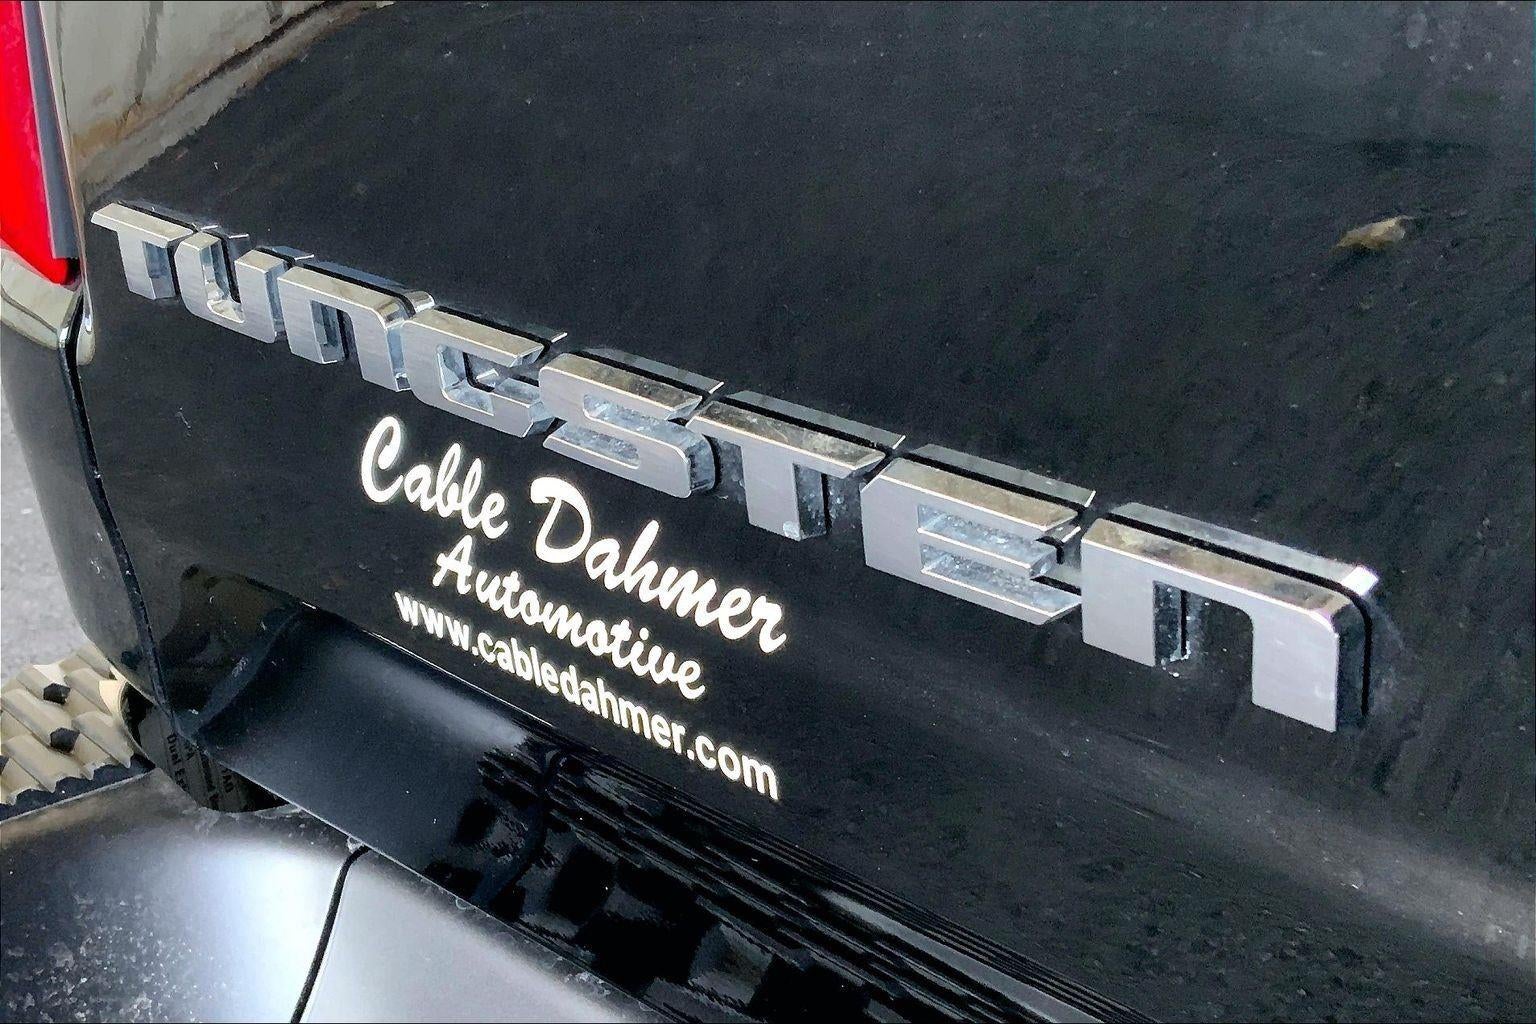 TUNGSTEN
Cable Dahmer
Automotive
www.cabledahmer.com